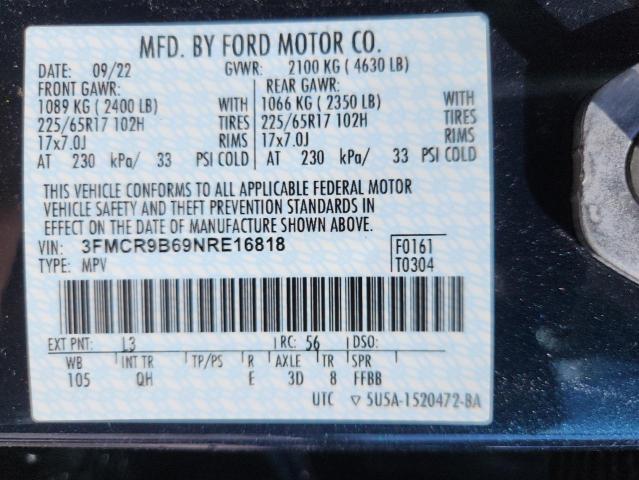 MFD. BY FORD MOTOR CO.
DATE: 09/22 GVWR: 2100 KG ( 4630 LB)
FRONT GAWR: REAR GAWR:
1089 KG ( 2400 LB) WITH 1066 KG ( 2350 LB) WITH
225/65R17 102H TIRES 225/65R17 102H TIRES
17x7.0J RIMS 17x7.0J RIMS
AT 230 kPa/ 33 PSI COLD AT 230 kPa/ 33 PSI COLD
THIS VEHICLE CONFORMS TO ALL APPLICABLE FEDERAL MOTOR
VEHICLE SAFETY AND THEFT PREVENTION STANDARDS IN
EFFECT ON THE DATE OF MANUFACTURE SHOWN ABOVE.
VIN: 3FMCR9B69NRE16818 F0161
TYPE: MPV T0304
EXT PNT: L3 RC: 56 DSO:
WB INT TR TP/PS R AXLE TR SPR
105 QH E 3D 8 FFBB
UTC ▽ 5U5A-1520472-BA